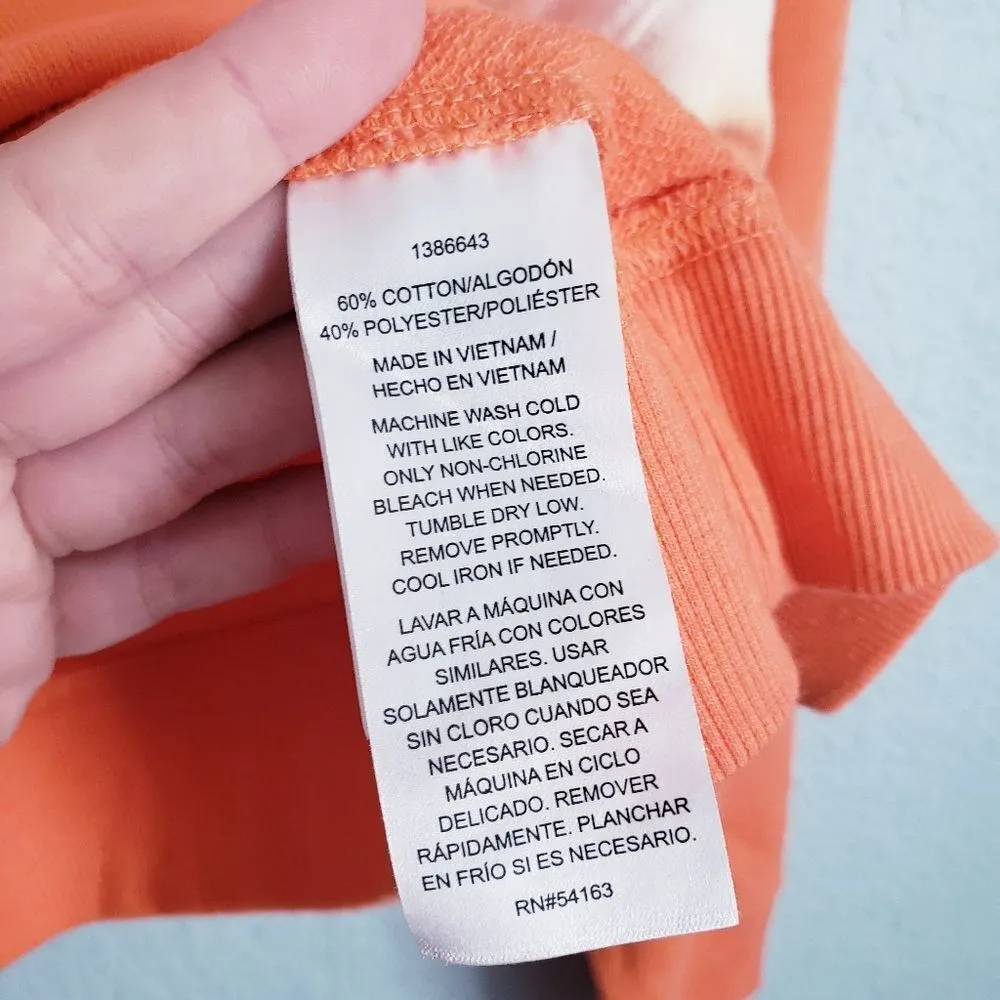 1386643
60% COTTON/ALGODÓN
40% POLYESTER/POLIÉSTER
MADE IN VIETNAM /
HECHO EN VIETNAM
MACHINE WASH COLD
WITH LIKE COLORS.
ONLY NON-CHLORINE
BLEACH WHEN NEEDED.
TUMBLE DRY LOW.
REMOVE PROMPTLY.
COOL IRON IF NEEDED.
LAVAR A MÁQUINA CON
AGUA FRÍA CON COLORES
SIMILARES. USAR
SOLAMENTE BLANQUEADOR
SIN CLORO CUANDO SEA
NECESARIO. SECAR A
MÁQUINA EN CICLO
DELICADO. REMOVER
RÁPIDAMENTE. PLANCHAR
EN FRÍO SI ES NECESARIO.
RN#54163